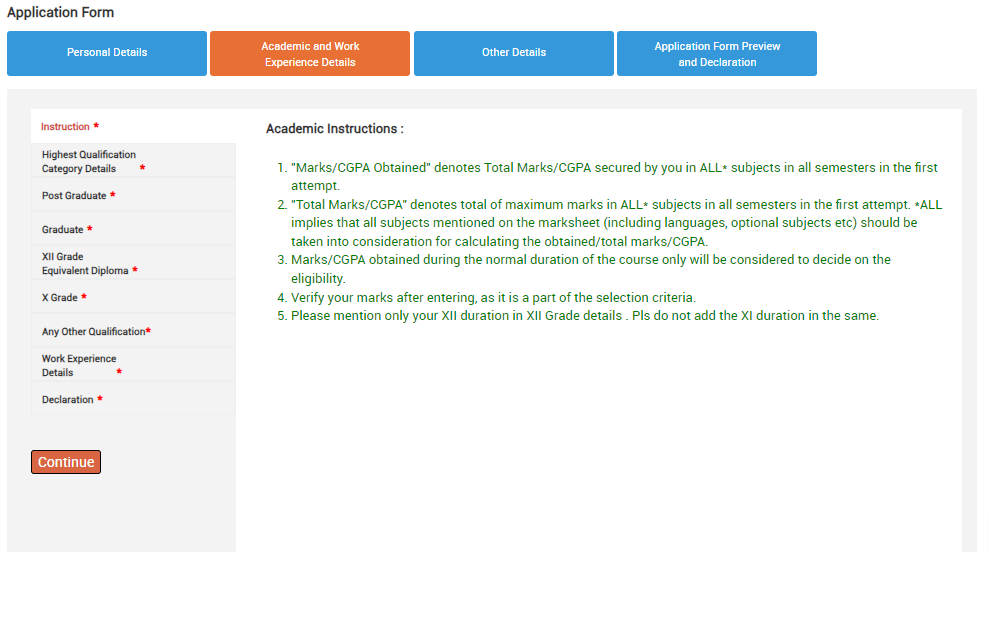 Application Form
Personal Details
Academic and Work
Experience Details
Other Details
Application Form Preview
and Declaration
Instruction *
Highest Qualification
Category Details *
Post Graduate *
Graduate *
XII Grade
Equivalent Diploma *
X Grade *
Any Other Qualification*
Work Experience
Details *
Declaration *
Continue
Academic Instructions :
1. "Marks/CGPA Obtained" denotes Total Marks/CGPA secured by you in ALL* subjects in all semesters in the first
attempt.
2. "Total Marks/CGPA" denotes total of maximum marks in ALL* subjects in all semesters in the first attempt. *ALL
implies that all subjects mentioned on the marksheet (including languages, optional subjects etc) should be
taken into consideration for calculating the obtained/total marks/CGPA.
3. Marks/CGPA obtained during the normal duration of the course only will be considered to decide on the
eligibility.
4. Verify your marks after entering, as it is a part of the selection criteria.
5. Please mention only your XII duration in XII Grade details . Pls do not add the XI duration in the same.